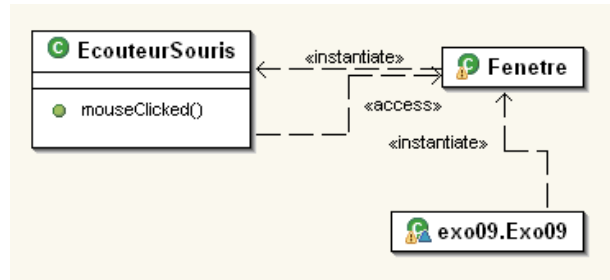 EcouteurSouris
mouseClicked()
«instantiate»
Fenetre
«access»
«instantiate»
exo09.Exo09